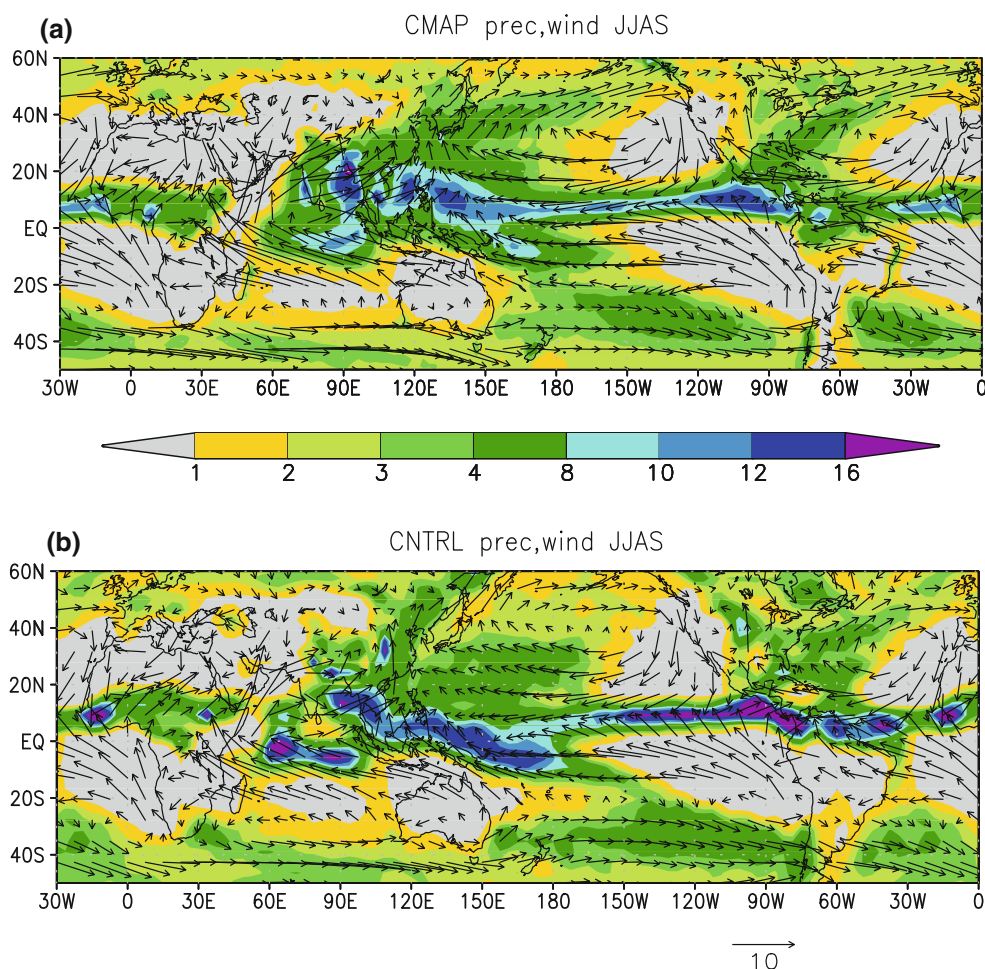 (a) CMAP prec,wind JJAS
60N
40N
20N
EQ
20S
40S
30W 0 30E 60E 90E 120E 150E 180 150W 120W 90W 60W 30W 0
1 2 3 4 8 10 12 16
(b) CNTRL prec,wind JJAS
60N
40N
20N
EQ
20S
40S
30W 0 30E 60E 90E 120E 150E 180 150W 120W 90W 60W 30W 0
10